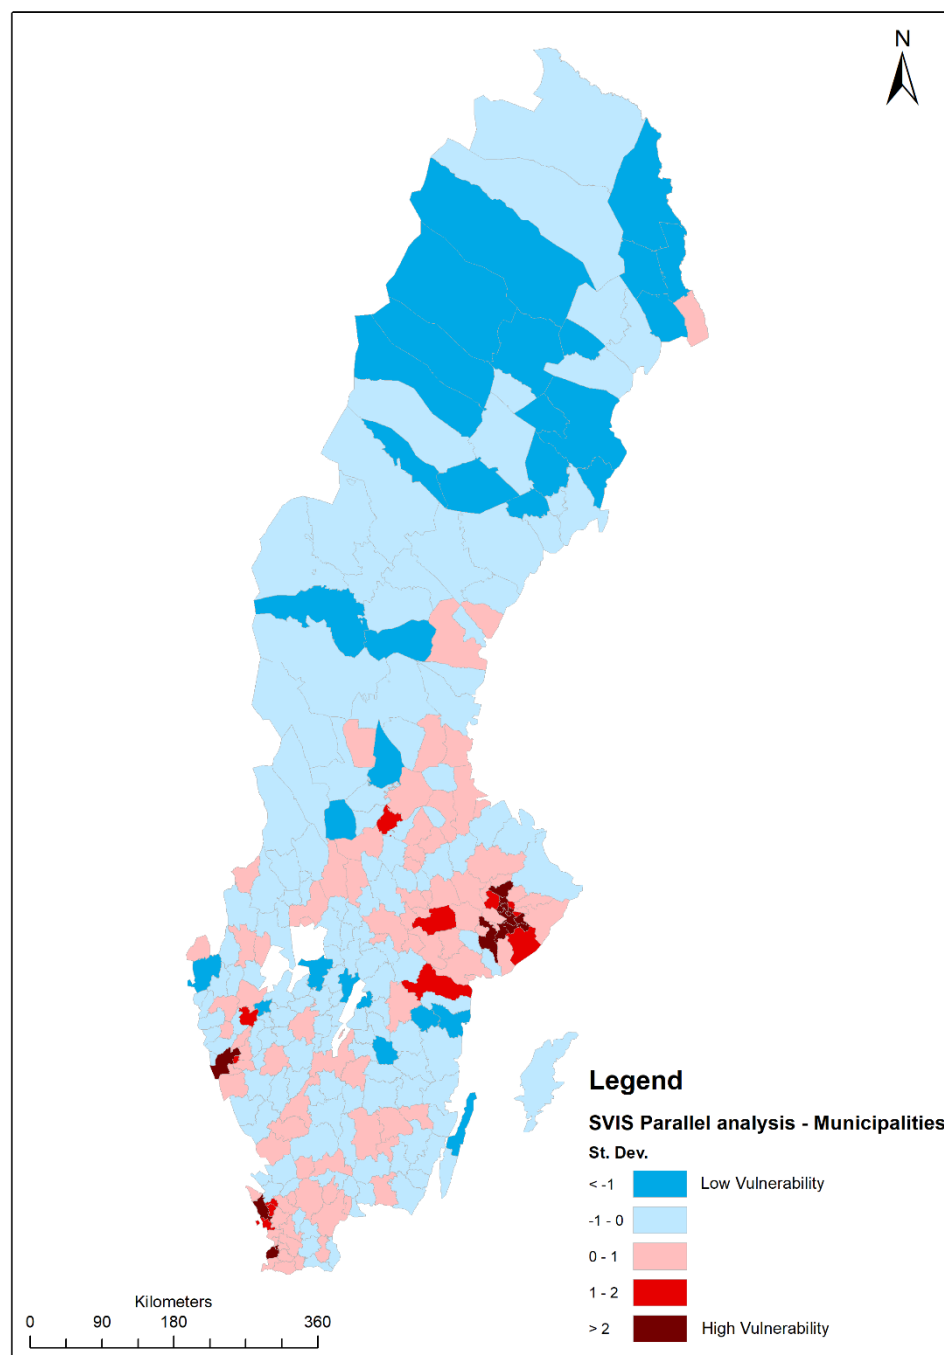 N
Legend
SVIS Parallel analysis - Municipalities
St. Dev.
< -1 Low Vulnerability
-1 - 0
0 - 1
1 - 2
> 2 High Vulnerability
Kilometers
0 90 180 360